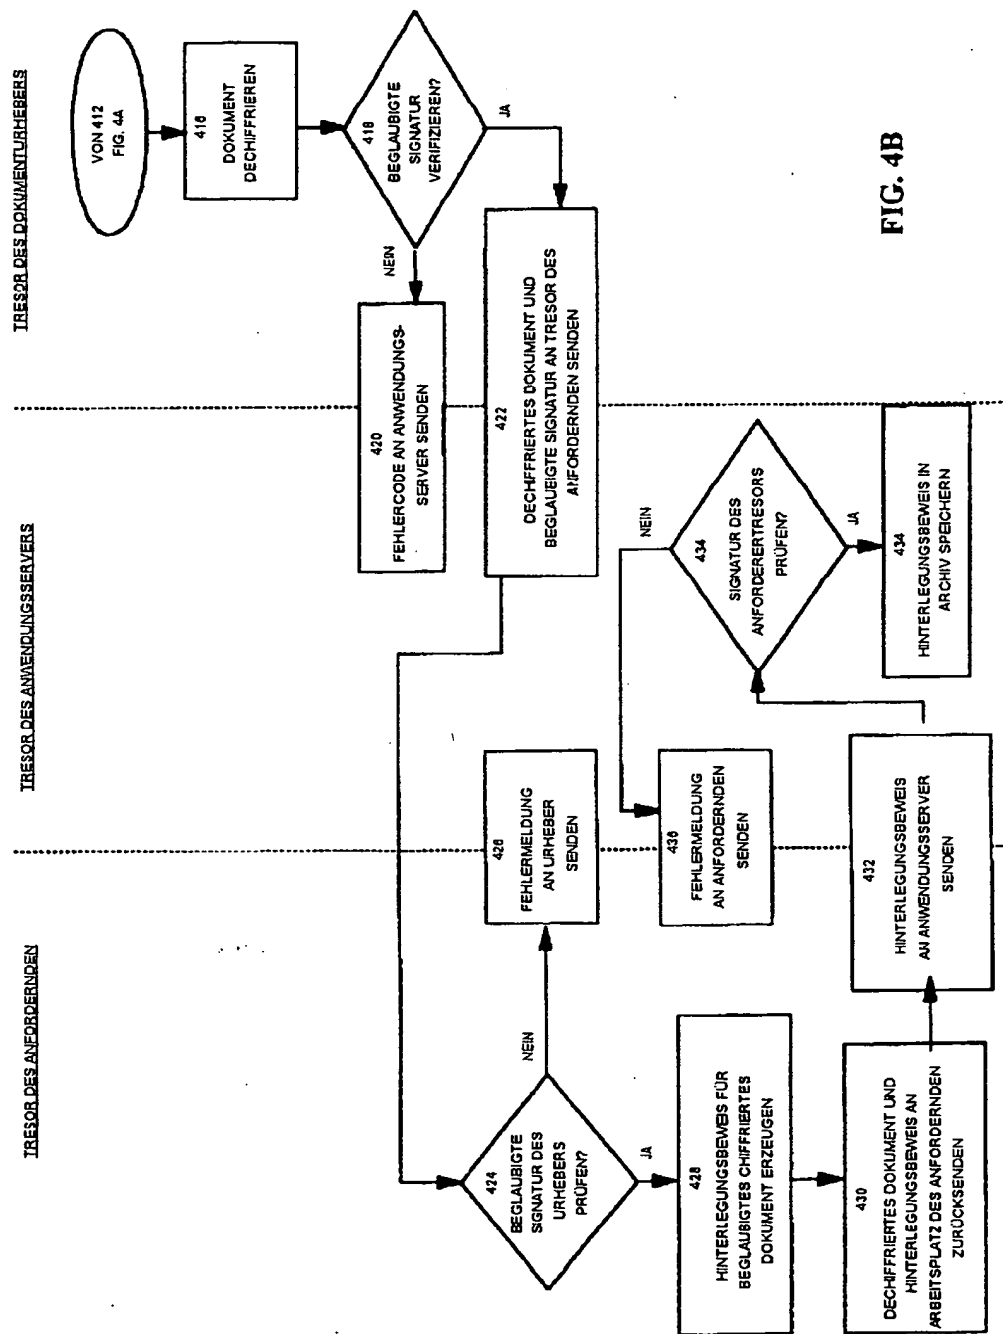 TRESOR DES ANFORDERNDEN
TRESOR DES ANWENDUNGSSERVERS
TRESOR DES DOKUMENTURHEBERS
VON 412
FIG. 4A
416
DOKUMENT
DECHIFFRIEREN
418
BEGLAUBIGTE
SIGNATUR
VERIFIZIEREN?
NEIN
JA
420
FEHLERCODE AN ANWENDUNGS-
SERVER SENDEN
422
DECHIFFRIERTES DOKUMENT UND
BEGLAUBIGTE SIGNATUR AN TRESOR DES
ANFORDERNDEN SENDEN
424
BEGLAUBIGTE
SIGNATUR DES
URHEBERS
PRÜFEN?
NEIN
JA
426
FEHLERMELDUNG
AN URHEBER
SENDEN
428
HINTERLEGUNGSBEWEIS FÜR
BEGLAUBIGTES CHIFFRIERTES
DOKUMENT ERZEUGEN
430
DECHIFFRIERTES DOKUMENT UND
HINTERLEGUNGSBEWEIS AN
ARBEITSPLATZ DES ANFORDERNDEN
ZURÜCKSENDEN
432
HINTERLEGUNGSBEWEIS
AN ANWENDUNGSSERVER
SENDEN
434
SIGNATUR DES
ANFORDERERTRESORS
PRÜFEN?
NEIN
JA
436
FEHLERMELDUNG
AN ANFORDERNDEN
SENDEN
434
HINTERLEGUNGSBEWEIS IN
ARCHIV SPEICHERN
FIG. 4B